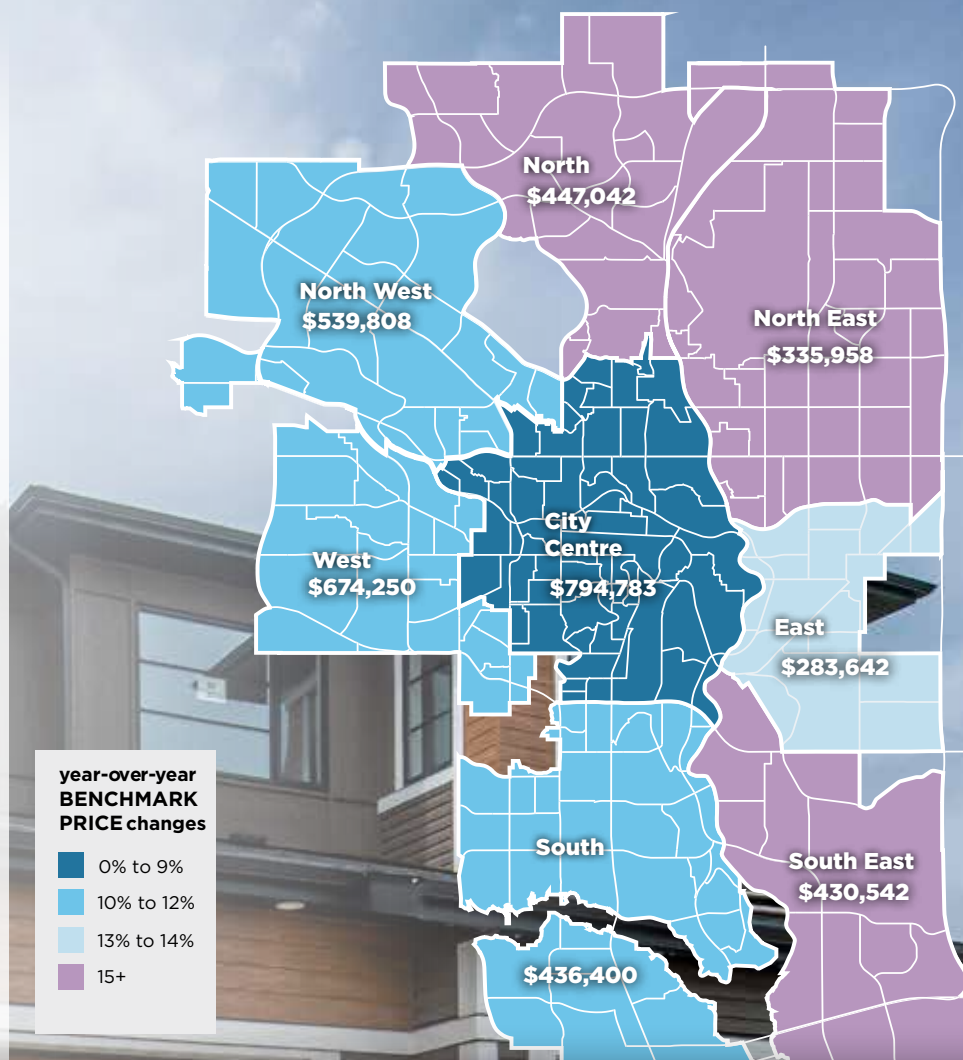 North
$447,042
North West
$539,808
North East
$335,958
City
Centre
$794,783
West
$674,250
East
$283,642
year-over-year
BENCHMARK
PRICE changes
0% to 9%
10% to 12%
13% to 14%
15+
South
$436,400
South East
$430,542